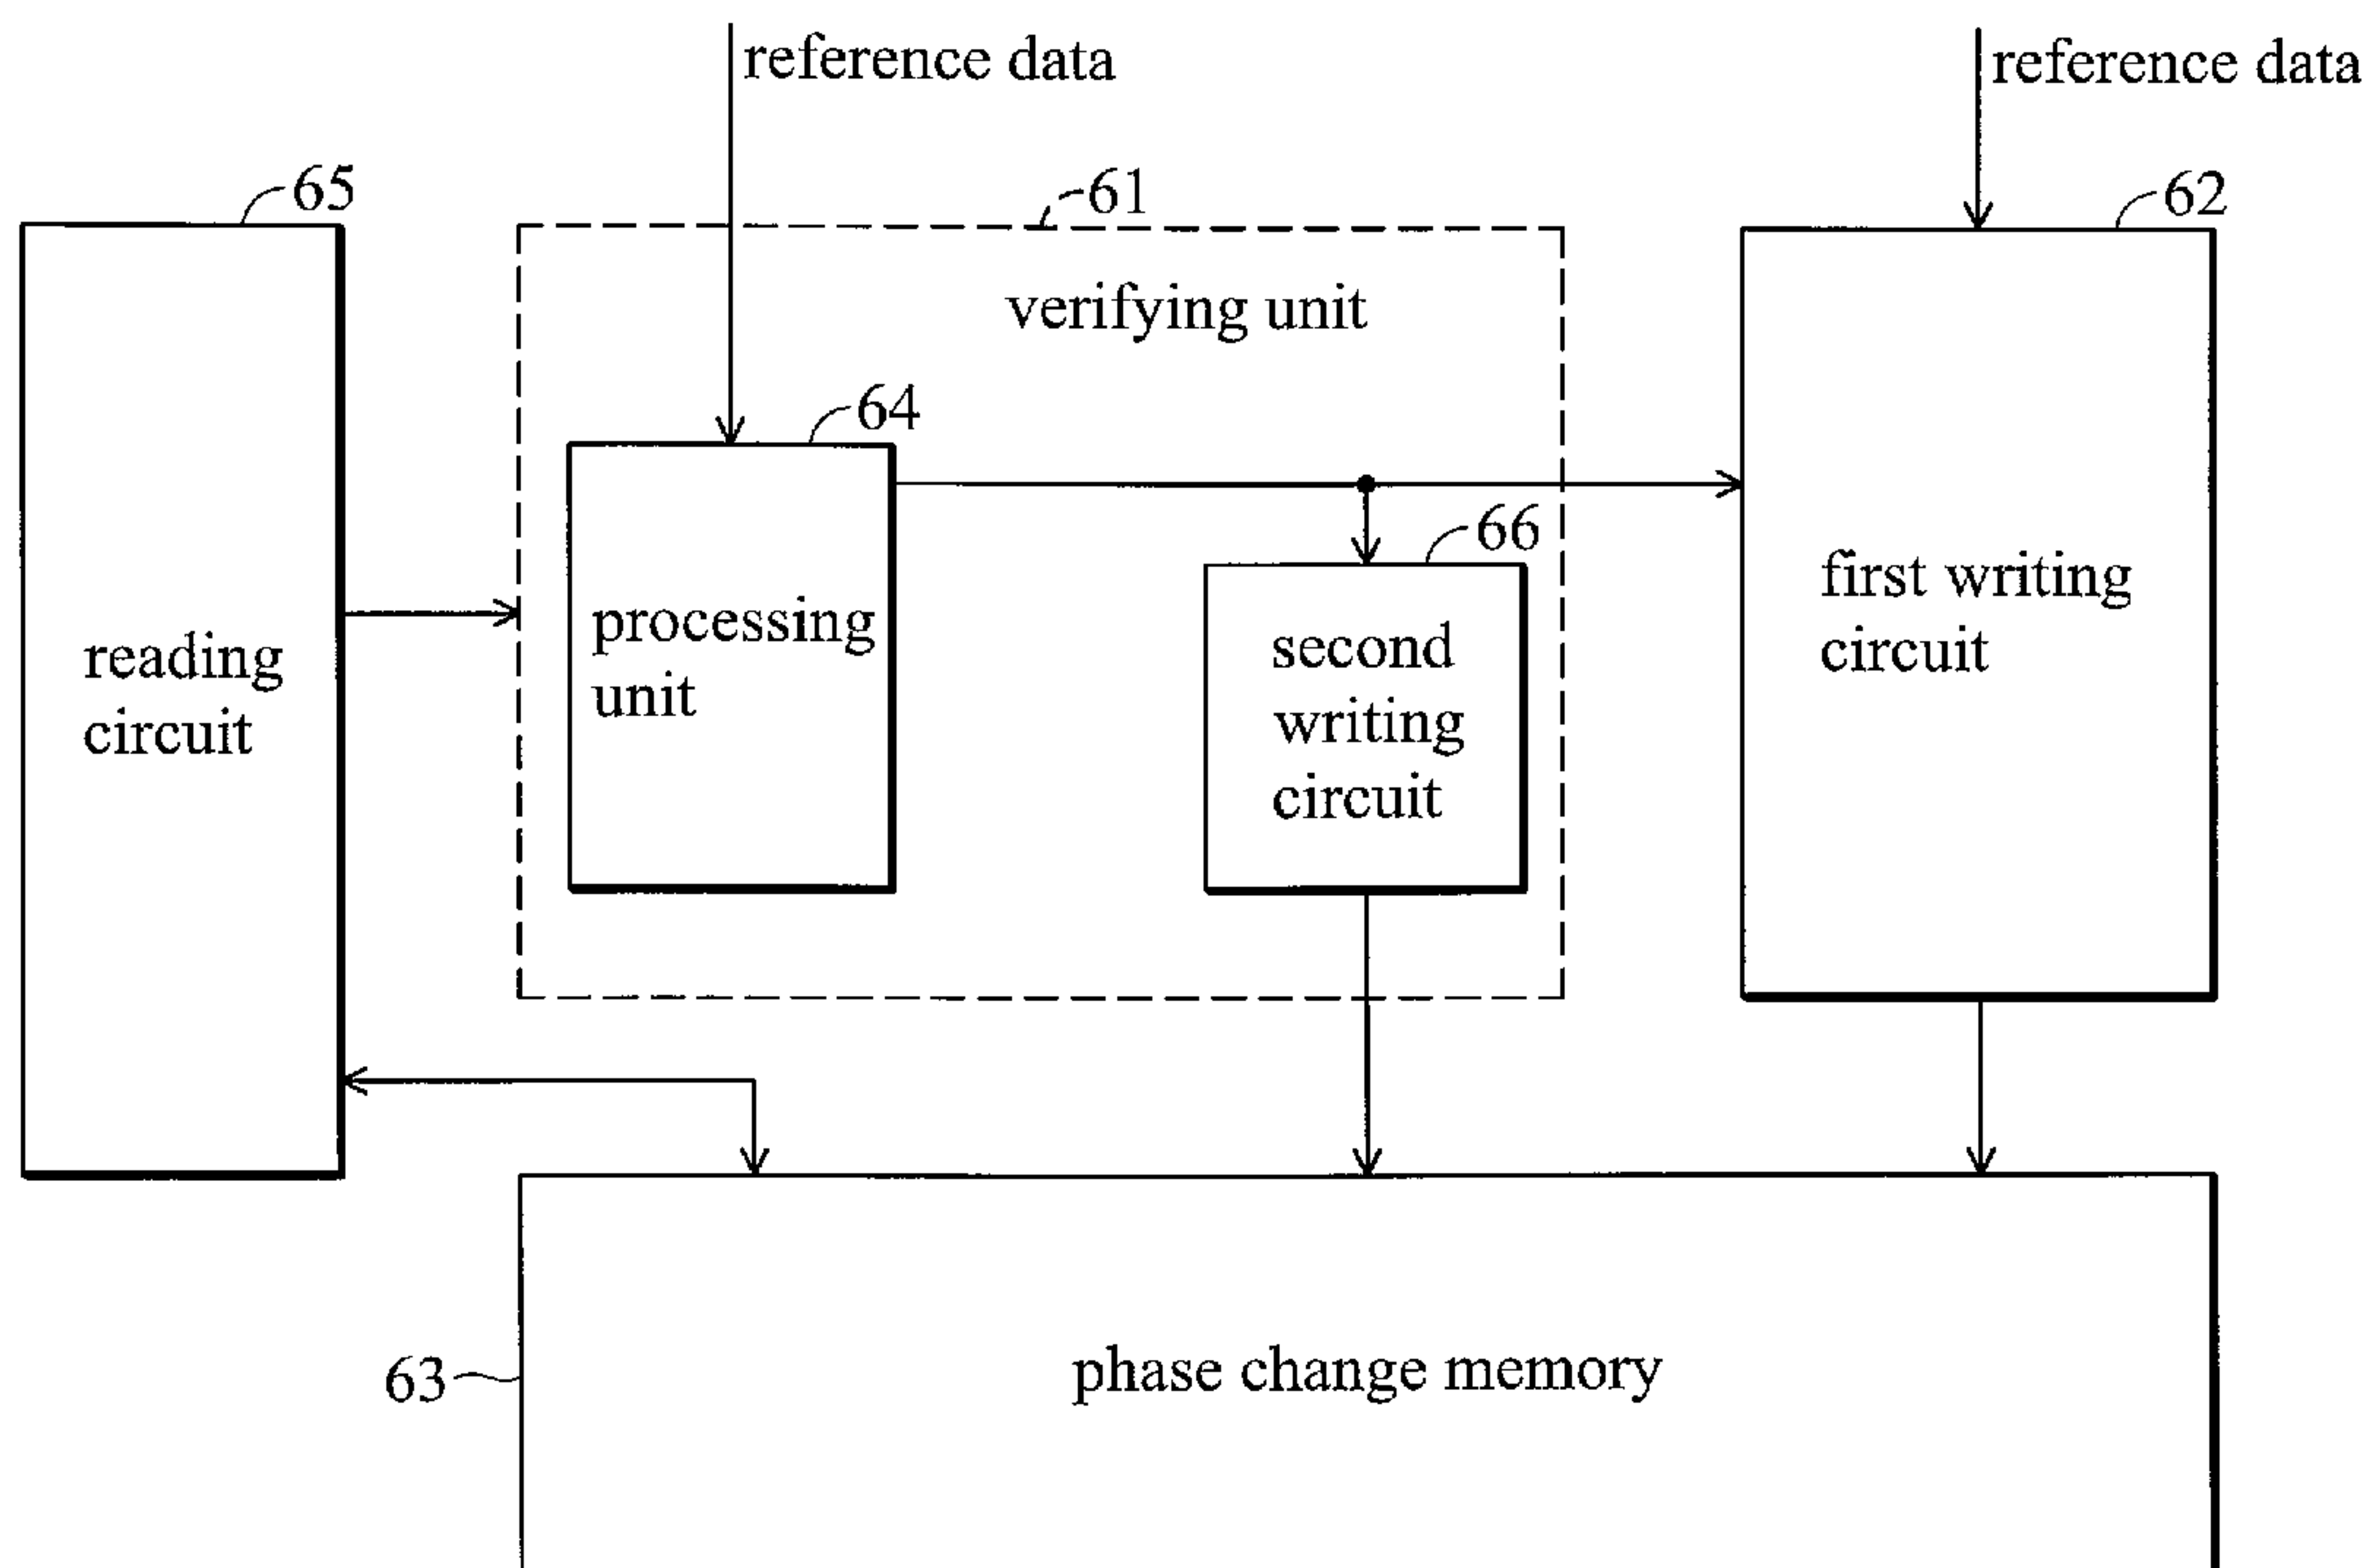 reference data
reference data
65
61
62
verifying unit
64
66
processing
unit
second
writing
circuit
first writing
circuit
reading
circuit
63
phase change memory